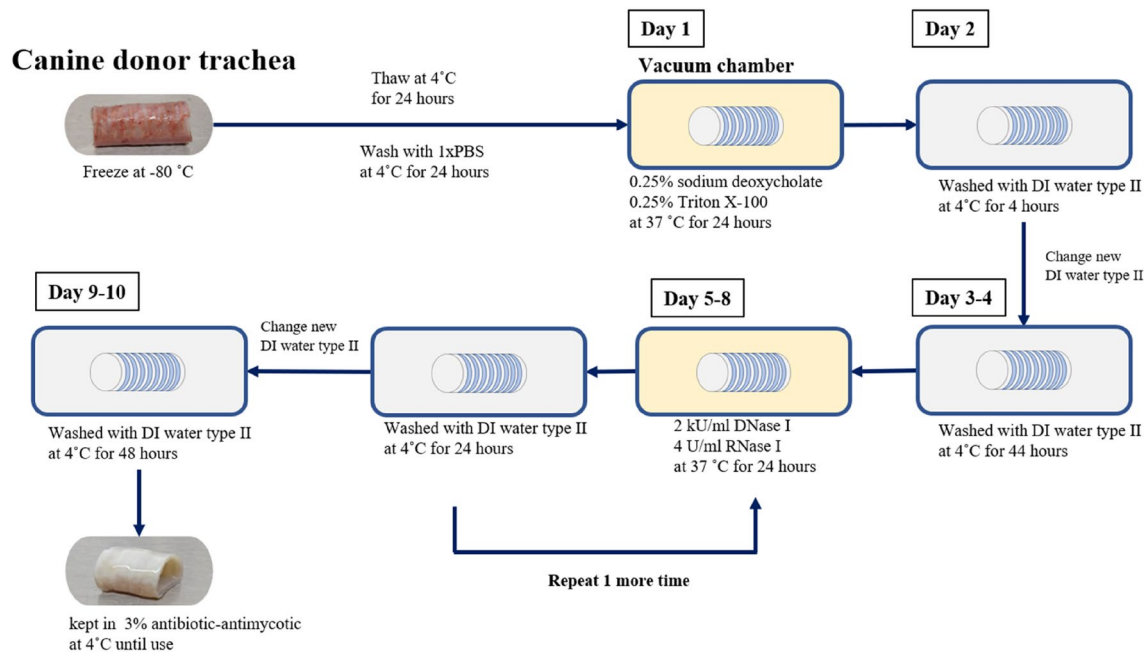 Canine donor trachea
Freeze at -80 ˚C
Thaw at 4˚C
for 24 hours
Wash with 1xPBS
at 4˚C for 24 hours
Day 1
Vacuum chamber
0.25% sodium deoxycholate
0.25% Triton X-100
at 37 ˚C for 24 hours
Day 2
Washed with DI water type II
at 4˚C for 4 hours
Change new
DI water type II
Day 3-4
Washed with DI water type II
at 4˚C for 44 hours
Day 5-8
2 kU/ml DNase I
4 U/ml RNase I
at 37 ˚C for 24 hours
Washed with DI water type II
at 4˚C for 24 hours
Repeat 1 more time
Change new
DI water type II
Day 9-10
Washed with DI water type II
at 4˚C for 48 hours
kept in  3% antibiotic-antimycotic
at 4˚C until use